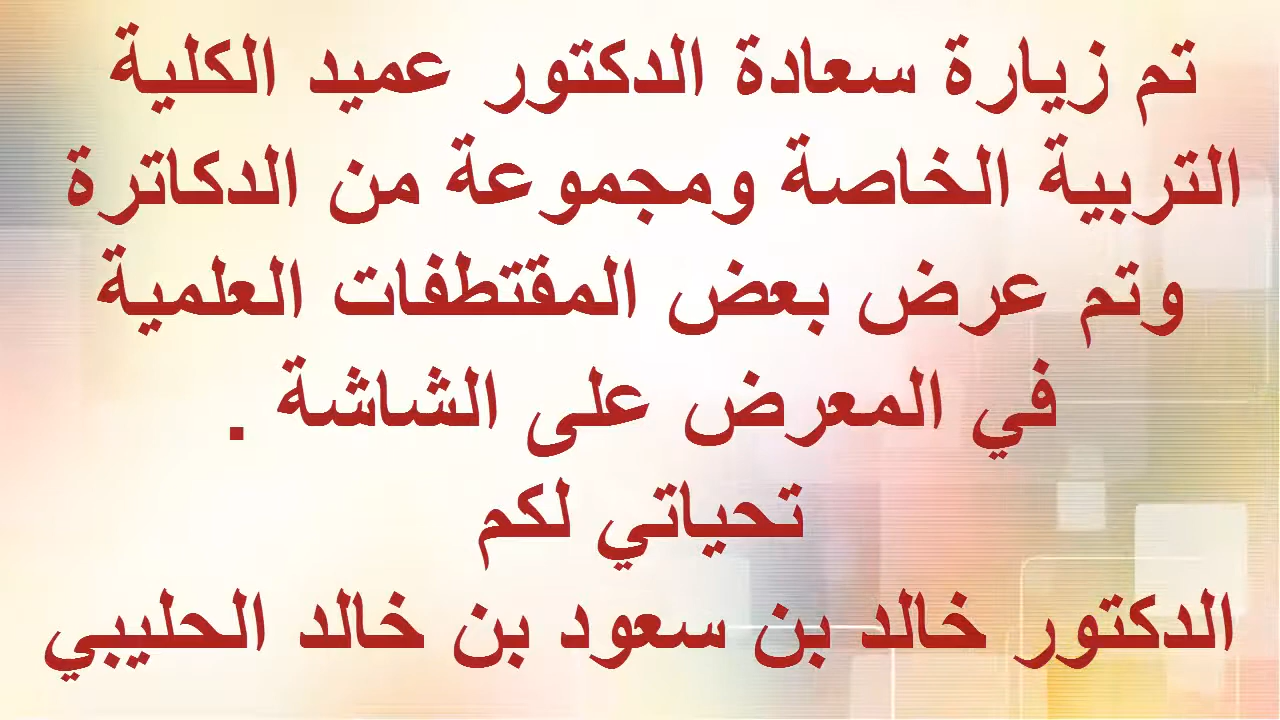 تم زيارة سعادة الدكتور عميد الكلية
التربية الخاصة ومجموعة من الدكاترة
وتم عرض بعض المقتطفات العلمية
في المعرض على الشاشة .
تحياتي لكم
الدكتور خالد بن سعود بن خالد الحليبي